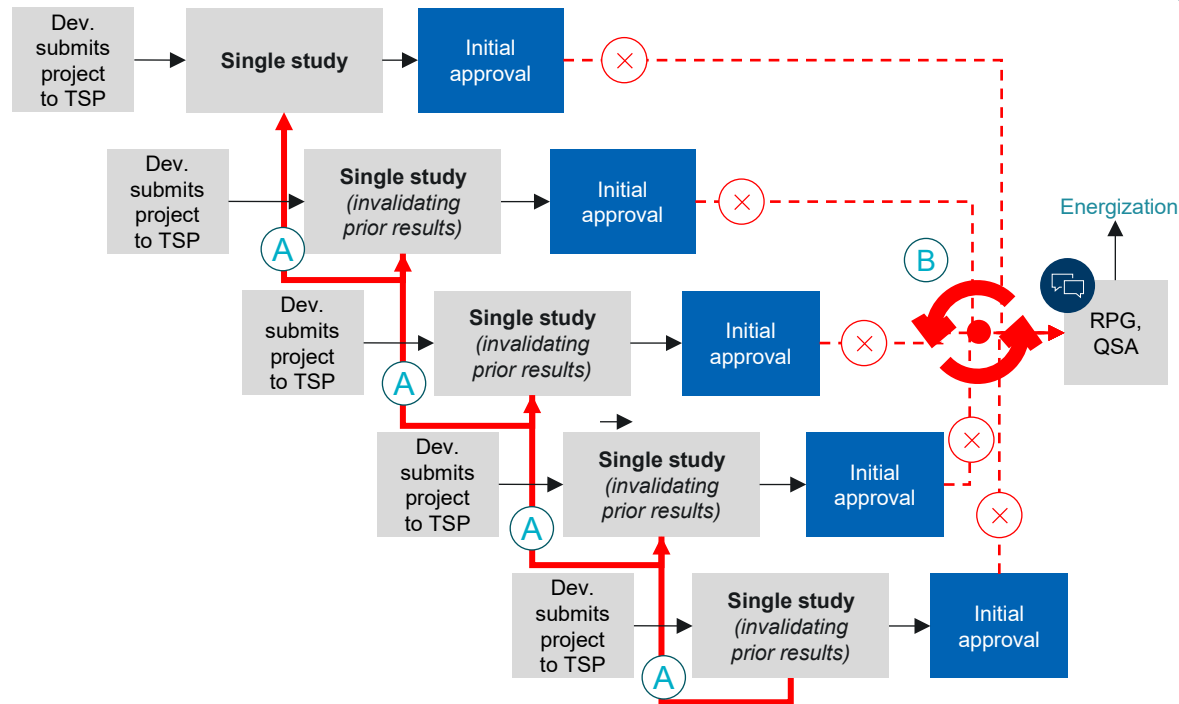 Dev.
submits
project
to TSP
Single study
Initial
approval
Dev.
submits
project
to TSP
Single study
(invalidating
prior results)
Initial
approval
A
B
Energization
Dev.
submits
project
to TSP
Single study
(invalidating
prior results)
Initial
approval
RPG,
QSA
A
Dev.
submits
project
to TSP
Single study
(invalidating
prior results)
Initial
approval
A
Dev.
submits
project
to TSP
Single study
(invalidating
prior results)
Initial
approval
A